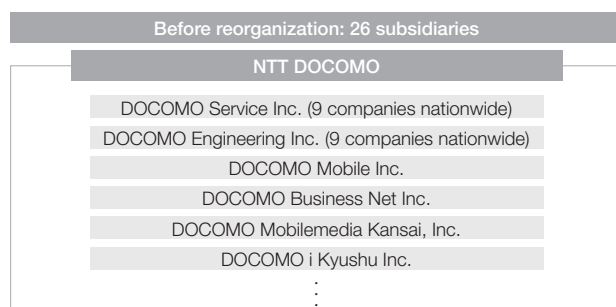 Before reorganization: 26 subsidiaries
NTT DOCOMO
DOCOMO Service Inc. (9 companies nationwide)
DOCOMO Engineering Inc. (9 companies nationwide)
DOCOMO Mobile Inc.
DOCOMO Business Net Inc.
DOCOMO Mobilemedia Kansai, Inc.
DOCOMO i Kyushu Inc.